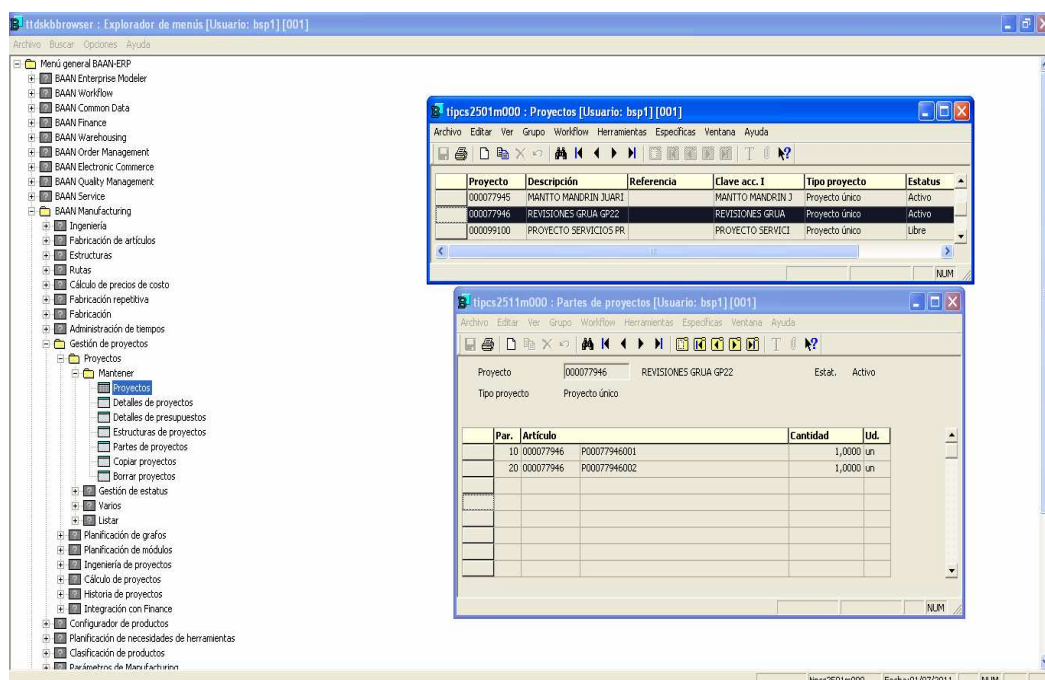 ttdskbbrowser : Explorador de menús [Usuario: bsp1] [001]
Archivo Buscar Opciones Ayuda
Menú general BAAN-ERP
BAAN Enterprise Modeler
BAAN Workflow
BAAN Common Data
BAAN Finance
BAAN Warehousing
BAAN Order Management
BAAN Electronic Commerce
BAAN Quality Management
BAAN Service
BAAN Manufacturing
Ingeniería
Fabricación de artículos
Estructuras
Rutas
Cálculo de precios de costo
Fabricación repetitiva
Fabricación
Administración de tiempos
Gestión de proyectos
Proyectos
Mantener
Proyectos
Detalles de proyectos
Detalles de presupuestos
Estructuras de proyectos
Partes de proyectos
Copiar proyectos
Borrar proyectos
Gestión de estatus
Varios
Listar
Planificación de grafos
Planificación de módulos
Ingeniería de proyectos
Cálculo de proyectos
Historia de proyectos
Integración con Finance
Configurador de productos
Planificación de necesidades de herramientas
Clasificación de productos
Parámetros de Manufacturing
tipcs2501m000 : Proyectos [Usuario: bsp1] [001]
Archivo Editar Ver Grupo Workflow Herramientas Específicas Ventana Ayuda
Proyecto Descripción Referencia Clave acc. I Tipo proyecto Estatus
000077945 MANTTO MANDRIN JUARI MANTTO MANDRIN J Proyecto único Activo
000077946 REVISIONES GRUA GP22 REVISIONES GRUA Proyecto único Activo
000099100 PROYECTO SERVICIOS PR PROYECTO SERVICI Proyecto único Libre
NUM
tipcs2511m000 : Partes de proyectos [Usuario: bsp1] [001]
Archivo Editar Ver Grupo Workflow Herramientas Específicas Ventana Ayuda
Proyecto 000077946 REVISIONES GRUA GP22 Estat. Activo
Tipo proyecto Proyecto único
Par. Artículo Cantidad Ud.
10 000077946 P00077946001 1,0000 un
20 000077946 P00077946002 1,0000 un
NUM
tipcs2501m000 Fecha:01/07/2011 NUM